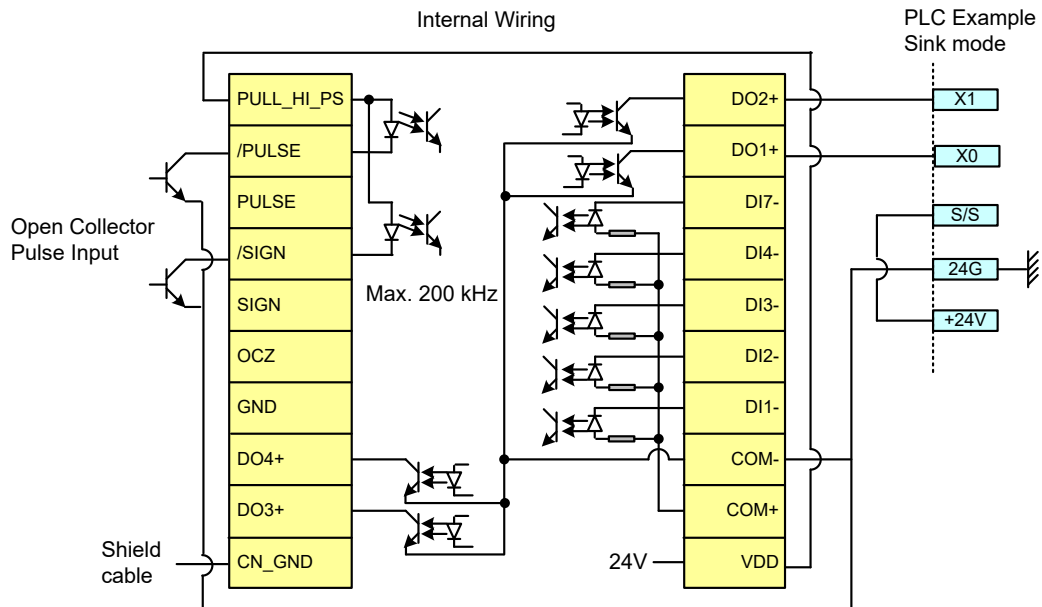 Internal Wiring
PLC Example
Sink mode
PULL_HI_PS
/PULSE
PULSE
/SIGN
SIGN
OCZ
GND
DO4+
DO3+
CN_GND
Open Collector
Pulse Input
Shield
cable
Max. 200 kHz
24V
DO2+
DO1+
DI7-
DI4-
DI3-
DI2-
DI1-
COM-
COM+
VDD
X1
X0
S/S
24G
+24V